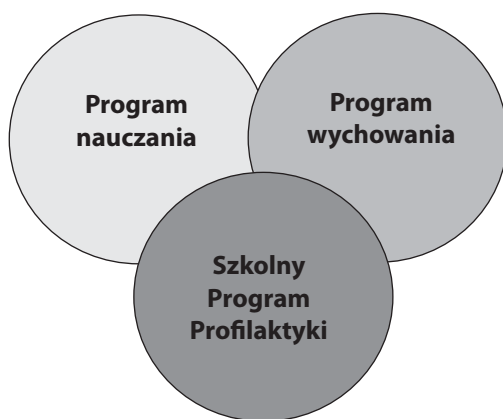 Program
nauczania
Program
wychowania
Szkolny
Program
Profilaktyki